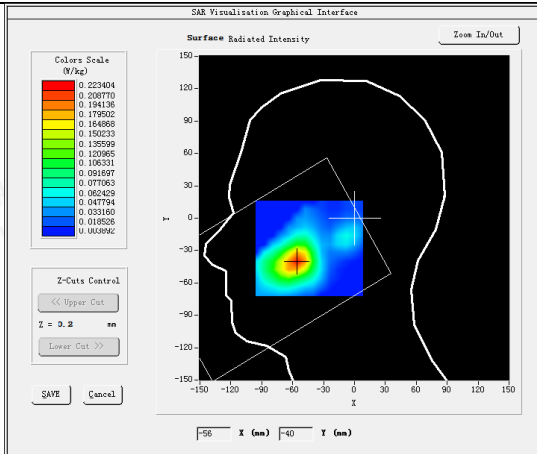 SAR Visualisation Graphical Interface
Surface Radiated Intensity
Zoom In/Out
Colors Scale
(W/kg)
0.223404
0.208770
0.194136
0.179502
0.164868
0.150233
0.135599
0.120965
0.106331
0.091697
0.077063
0.062429
0.047794
0.033160
0.018526
0.003892
Z-Cuts Control
<< Upper Cut
Z = 0.2 mm
Lower Cut >>
SAVE Cancel
150
120
90
60
30
0
-30
-60
-90
-120
-150
Y
-150 -120 -90 -60 -30 0 30 60 90 120 150
X
-56 X (mm) -40 Y (mm)